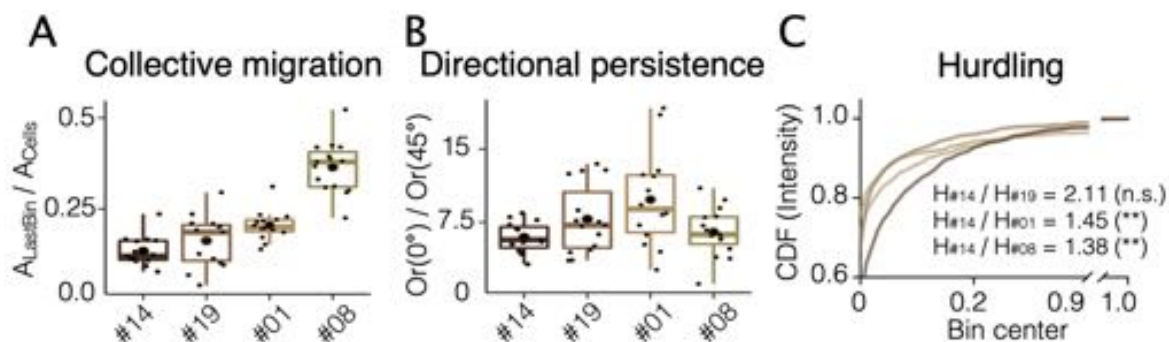 A
Collective migration
ALastBin / ACells
0.5
0.25
0.0
#14
#19
#01
#08
B
Directional persistence
Or(0°) / Or(45°)
15
7.5
0
#14
#19
#01
#08
C
Hurdling
CDF (Intensity)
1.0
0.8
0.6
H#14 / H#19 = 2.11 (n.s.)
H#14 / H#01 = 1.45 (**)
H#14 / H#08 = 1.38 (**)
0
0.2
0.9
1.0
Bin center